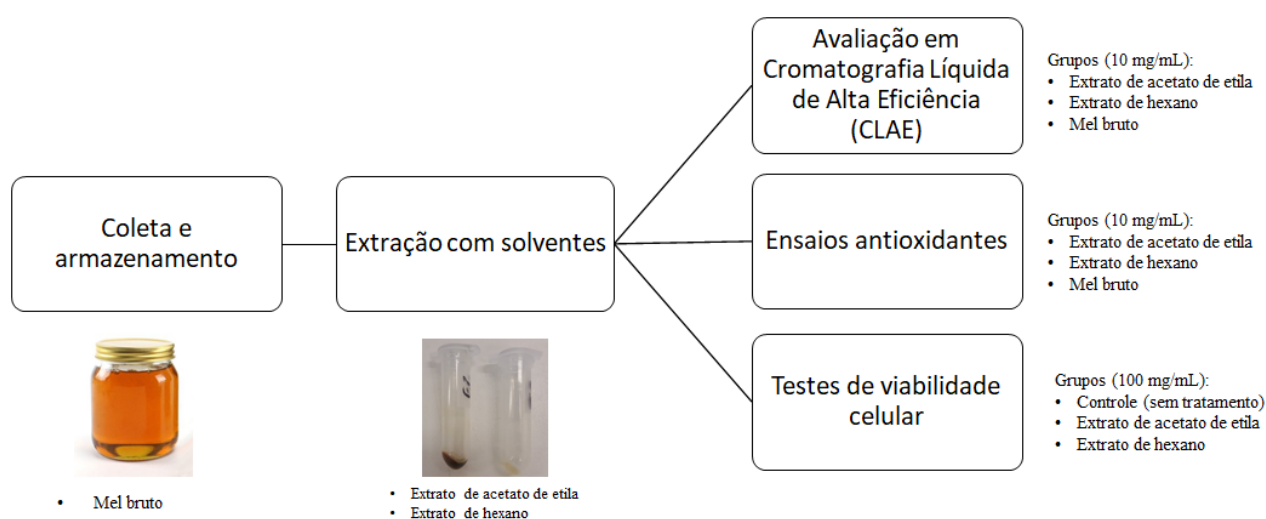 Coleta e
armazenamento
• Mel bruto
Extração com solventes
• Extrato de acetato de etila
• Extrato de hexano
Avaliação em
Cromatografia Líquida
de Alta Eficiência
(CLAE)
Grupos (10 mg/mL):
• Extrato de acetato de etila
• Extrato de hexano
• Mel bruto
Ensaios antioxidantes
Grupos (10 mg/mL):
• Extrato de acetato de etila
• Extrato de hexano
• Mel bruto
Testes de viabilidade
celular
Grupos (100 mg/mL):
• Controle (sem tratamento)
• Extrato de acetato de etila
• Extrato de hexano